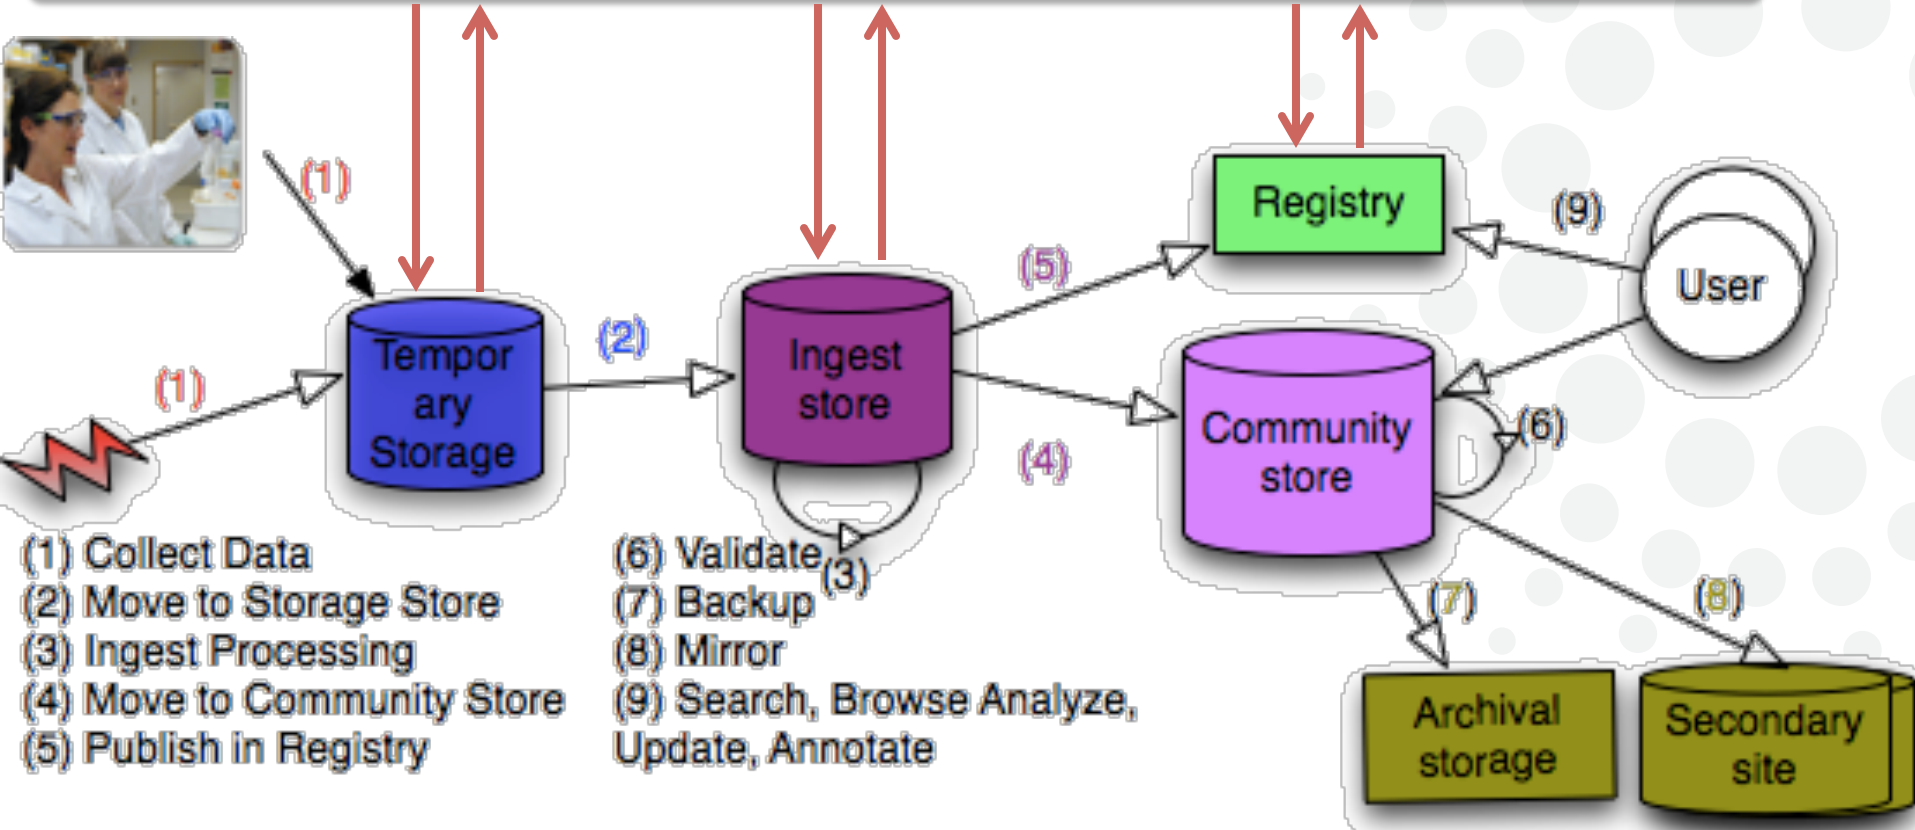 (1)
(9)
Registry
(5)
User
(2)
Tempor
ary
Storage
Ingest
store
(1)
Community
store
(6)
(4)
(1) Collect Data
(2) Move to Storage Store
(3) Ingest Processing
(4) Move to Community Store
(5) Publish in Registry
(6) Validate
(3)
(7) Backup
(8) Mirror
(9) Search, Browse Analyze,
Update, Annotate
(7)
(8)
Archival
storage
Secondary
site